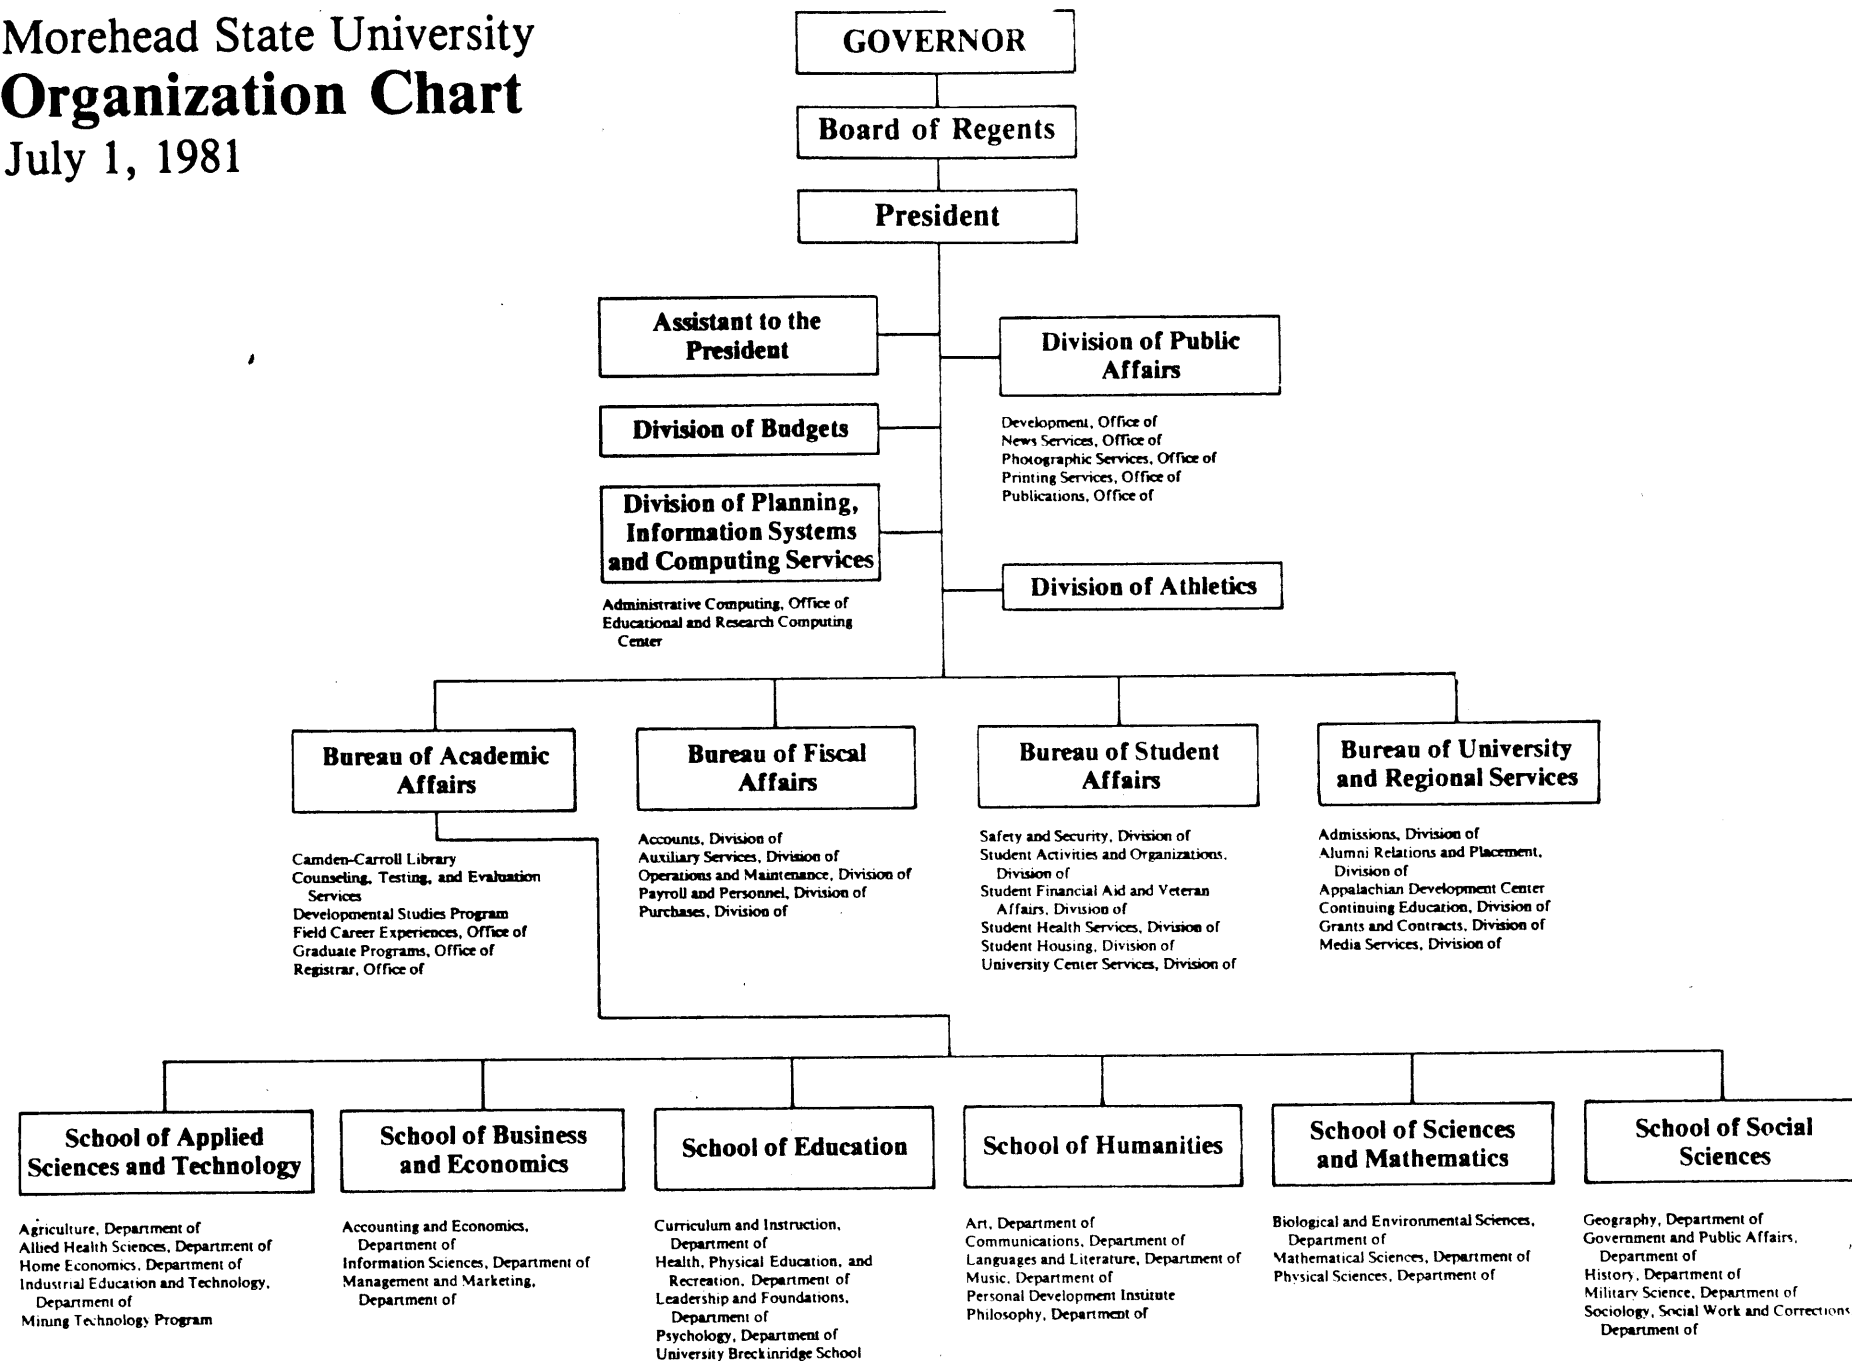 Morehead State University
Organization Chart
July 1, 1981
GOVERNOR
Board of Regents
President
Assistant to the
President
Division of Public
Affairs
Development, Office of
News Services, Office of
Photographic Services, Office of
Printing Services, Office of
Publications, Office of
Division of Budgets
Division of Planning,
Information Systems
and Computing Services
Administrative Computing, Office of
Educational and Research Computing
Center
Division of Athletics
Bureau of Academic
Affairs
Camden-Carroll Library
Counseling, Testing, and Evaluation
Services
Developmental Studies Program
Field Career Experiences, Office of
Graduate Programs, Office of
Registrar, Office of
Bureau of Fiscal
Affairs
Accounts, Division of
Auxiliary Services, Division of
Operations and Maintenance, Division of
Payroll and Personnel, Division of
Purchases, Division of
Bureau of Student
Affairs
Safety and Security, Division of
Student Activities and Organizations,
Division of
Student Financial Aid and Veteran
Affairs, Division of
Student Health Services, Division of
Student Housing, Division of
University Center Services, Division of
Bureau of University
and Regional Services
Admissions, Division of
Alumni Relations and Placement,
Division of
Appalachian Development Center
Continuing Education, Division of
Grants and Contracts, Division of
Media Services, Division of
School of Applied
Sciences and Technology
Agriculture, Department of
Allied Health Sciences, Department of
Home Economics, Department of
Industrial Education and Technology,
Department of
Mining Technology Program
School of Business
and Economics
Accounting and Economics,
Department of
Information Sciences, Department of
Management and Marketing,
Department of
School of Education
Curriculum and Instruction,
Department of
Health, Physical Education, and
Recreation, Department of
Leadership and Foundations,
Department of
Psychology, Department of
University Breckinridge School
School of Humanities
Art, Department of
Communications, Department of
Languages and Literature, Department of
Music, Department of
Personal Development Institute
Philosophy, Department of
School of Sciences
and Mathematics
Biological and Environmental Sciences,
Department of
Mathematical Sciences, Department of
Physical Sciences, Department of
School of Social
Sciences
Geography, Department of
Government and Public Affairs,
Department of
History, Department of
Military Science, Department of
Sociology, Social Work and Corrections
Department of